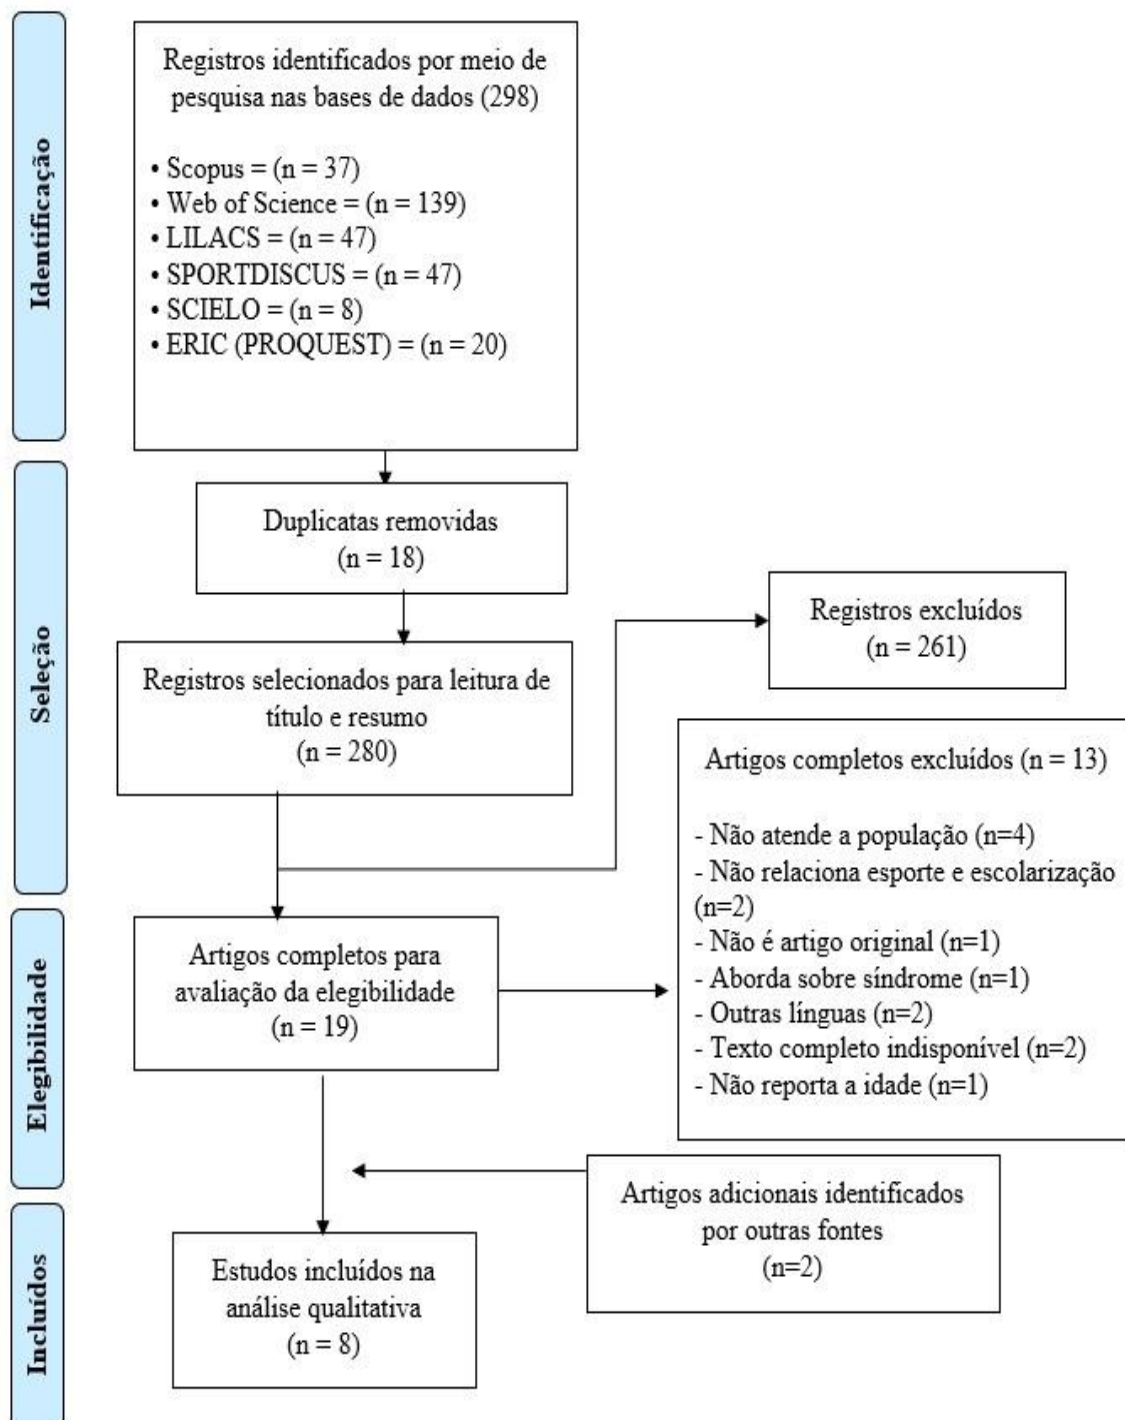 Identificação
Registros identificados por meio de
pesquisa nas bases de dados (298)
• Scopus = (n = 37)
• Web of Science = (n = 139)
• LILACS = (n = 47)
• SPORTDISCUS = (n = 47)
• SCIELO = (n = 8)
• ERIC (PROQUEST) = (n = 20)
Seleção
Duplicatas removidas
(n = 18)
Registros selecionados para leitura de
título e resumo
(n = 280)
Registros excluídos
(n = 261)
Elegibilidade
Artigos completos para
avaliação da elegibilidade
(n = 19)
Artigos completos excluídos (n = 13)
- Não atende a população (n=4)
- Não relaciona esporte e escolarização
(n=2)
- Não é artigo original (n=1)
- Aborda sobre síndrome (n=1)
- Outras línguas (n=2)
- Texto completo indisponível (n=2)
- Não reporta a idade (n=1)
Artigos adicionais identificados
por outras fontes
(n=2)
Incluídos
Estudos incluídos na
análise qualitativa
(n = 8)